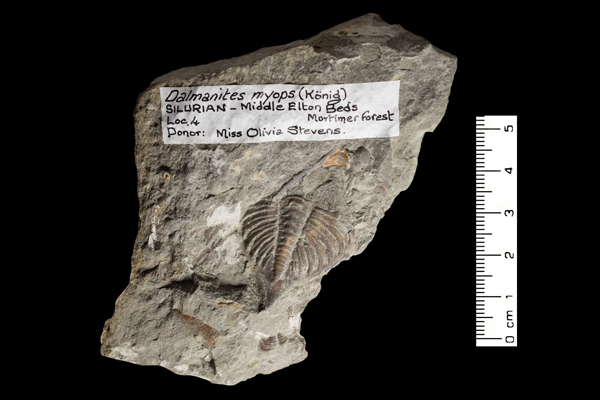 Dalmanites myops (König)
SILURIAN - Middle Elton Beds
Loc. 4 Mortimer Forest
Donor: Miss Olivia Stevens.
5
4
3
2
1
0 cm